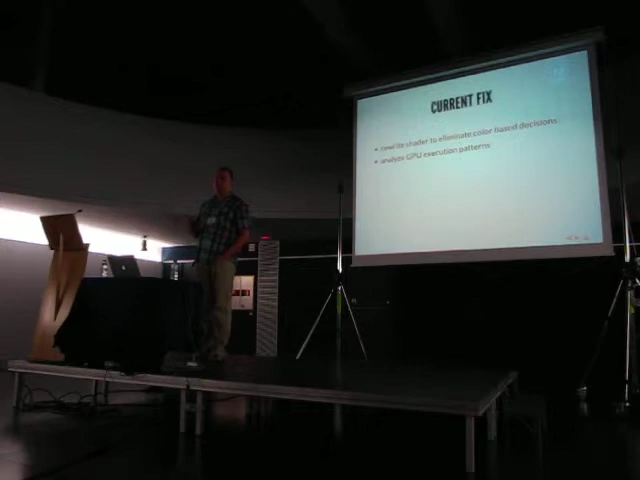 CURRENT FIX
• rewrite shader to eliminate color based decisions
• analyze GPU execution patterns